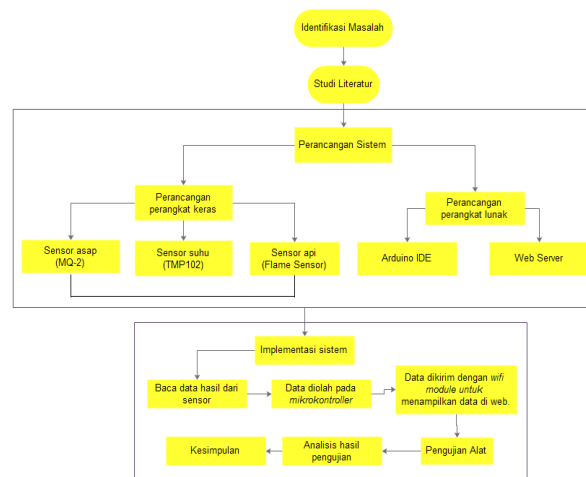 Identifikasi Masalah
Studi Literatur
Perancangan Sistem
Perancangan
perangkat keras
Perancangan
perangkat lunak
Sensor asap
(MQ-2)
Sensor suhu
(TMP102)
Sensor api
(Flame Sensor)
Arduino IDE
Web Server
Implementasi sistem
Baca data hasil dari
sensor
Data diolah pada
mikrokontroller
Data dikirim dengan wifi
module untuk
menampilkan data di web.
Pengujian Alat
Analisis hasil
pengujian
Kesimpulan